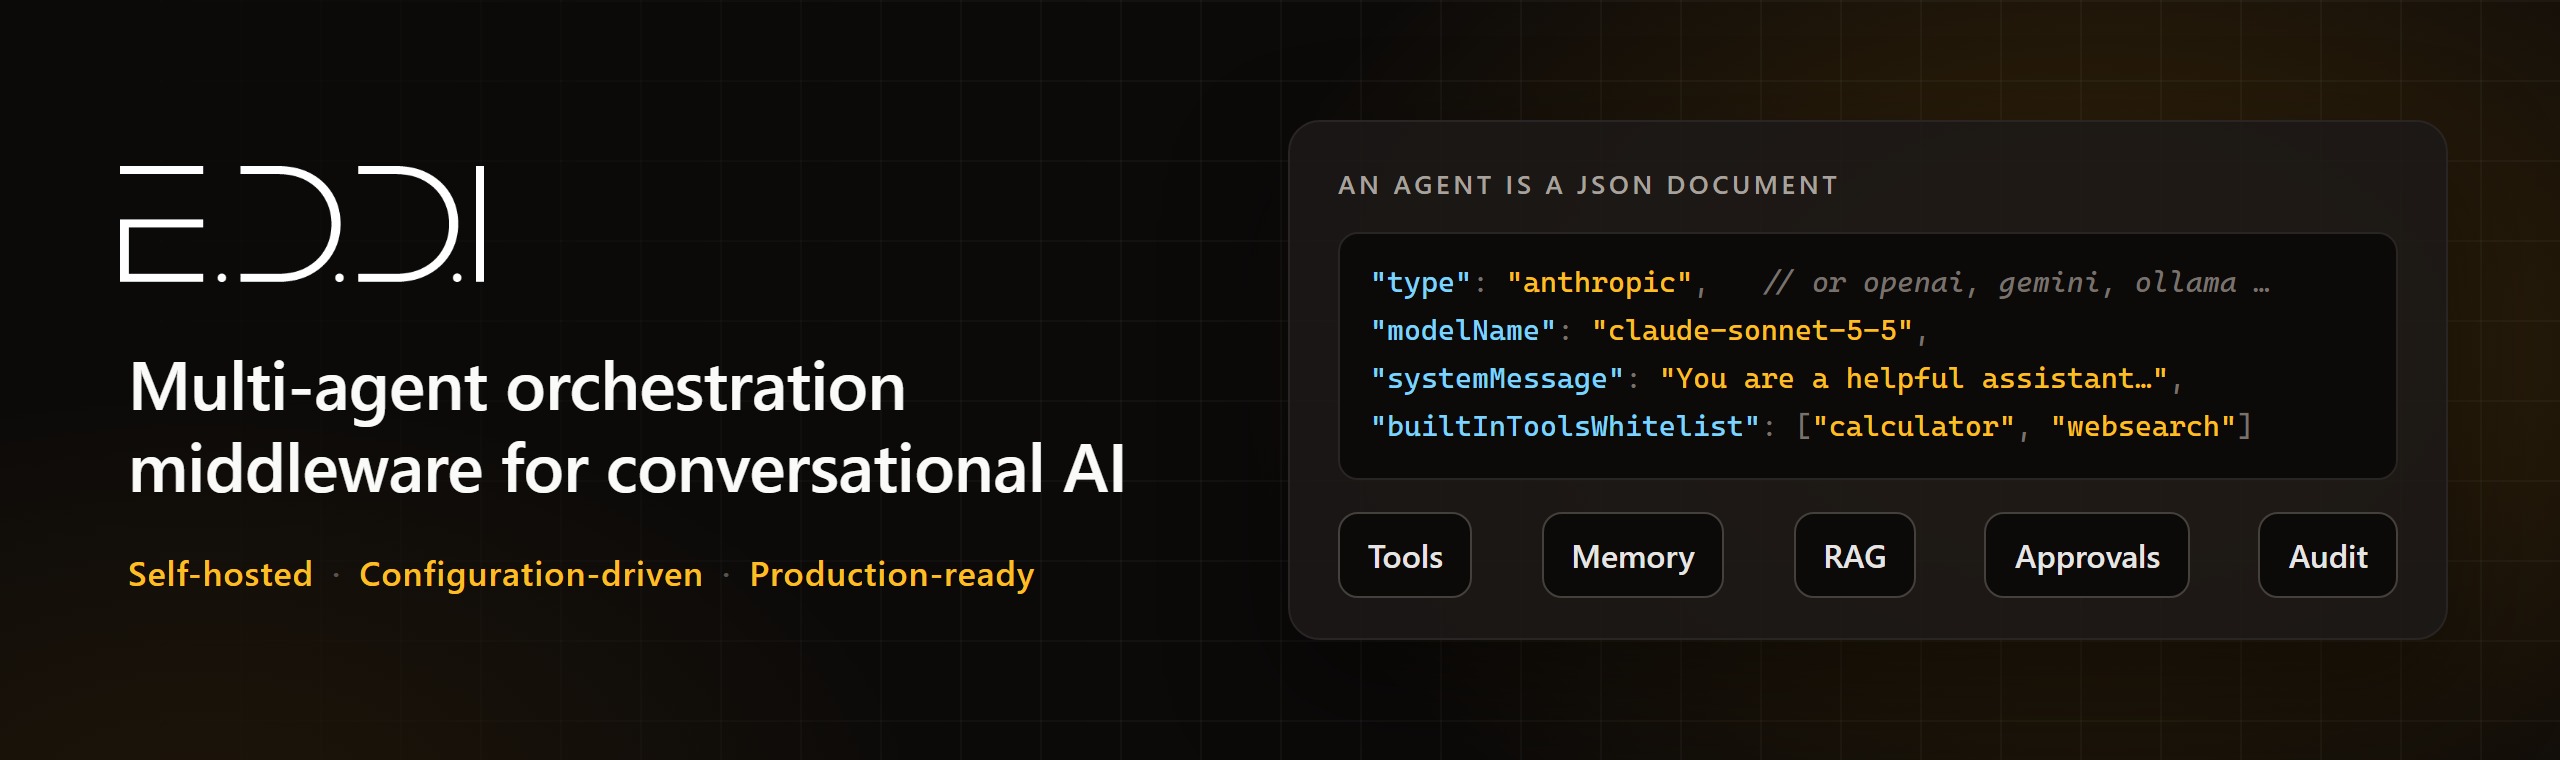 E.D.D.I
Multi-agent orchestration
middleware for conversational AI
Self-hosted · Configuration-driven · Production-ready
AN AGENT IS A JSON DOCUMENT
"type": "anthropic",   // or openai, gemini, ollama …
"modelName": "claude-sonnet-5-5",
"systemMessage": "You are a helpful assistant…",
"builtInToolsWhitelist": ["calculator", "websearch"]
Tools Memory RAG Approvals Audit